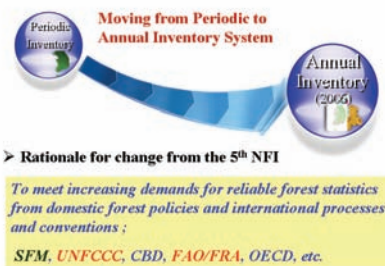 Moving from Periodic to
Annual Inventory System
Periodic
Inventory
Annual
Inventory
(2006)
➢ Rationale for change from the 5th NFI
To meet increasing demands for reliable forest statistics
from domestic forest policies and international processes
and conventions ;
SFM, UNFCCC, CBD, FAO/FRA, OECD, etc.